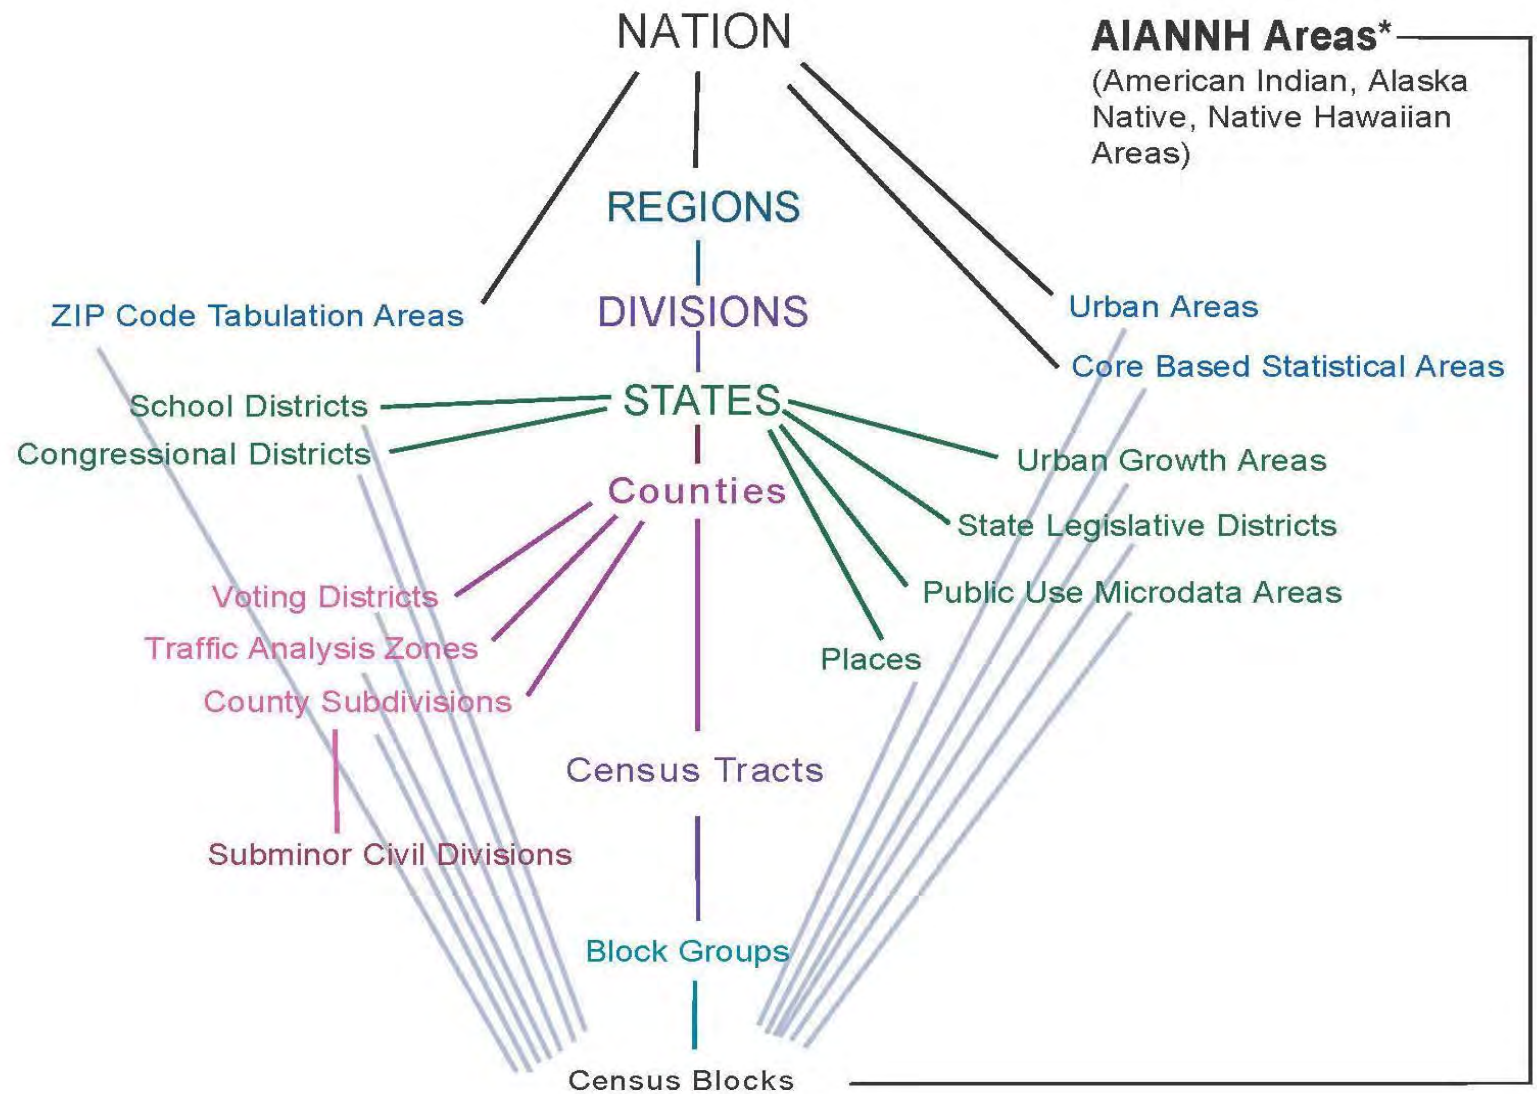 NATION
AIANNH Areas*
(American Indian, Alaska
Native, Native Hawaiian
Areas)
REGIONS
ZIP Code Tabulation Areas
DIVISIONS
Urban Areas
Core Based Statistical Areas
School Districts
STATES
Congressional Districts
Urban Growth Areas
Counties
State Legislative Districts
Voting Districts
Public Use Microdata Areas
Traffic Analysis Zones
Places
County Subdivisions
Census Tracts
Subminor Civil Divisions
Block Groups
Census Blocks